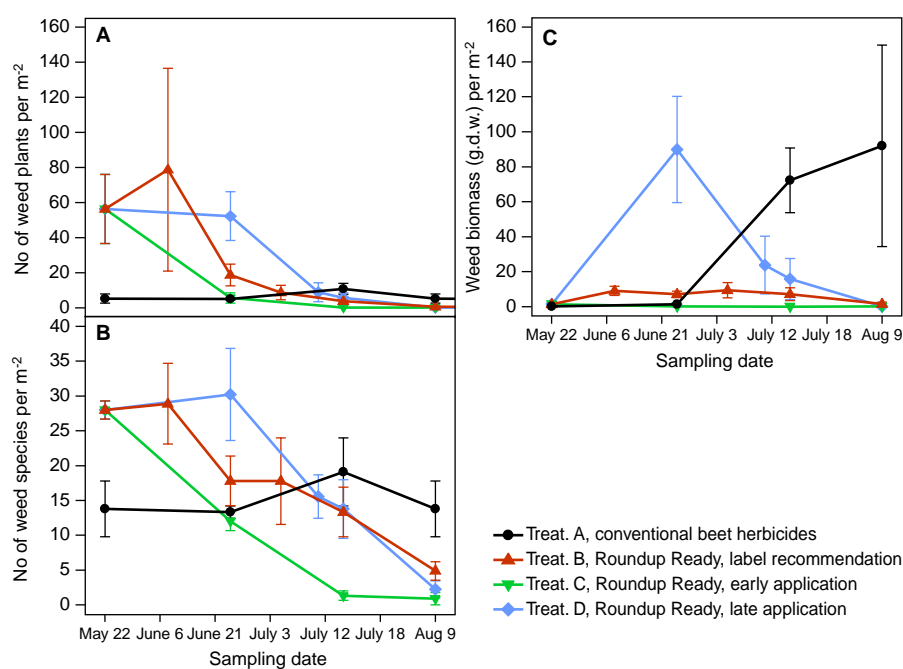 A
No of weed plants per m-2
160
140
120
100
80
60
40
20
0
B
No of weed species per m-2
40
35
30
25
20
15
10
5
0
May 22 June 6 June 21 July 3 July 12 July 18 Aug 9
Sampling date
C
Weed biomass (g.d.w.) per m-2
160
140
120
100
80
60
40
20
0
May 22 June 6 June 21 July 3 July 12 July 18 Aug 9
Sampling date
Treat. A, conventional beet herbicides
Treat. B, Roundup Ready, label recommendation
Treat. C, Roundup Ready, early application
Treat. D, Roundup Ready, late application